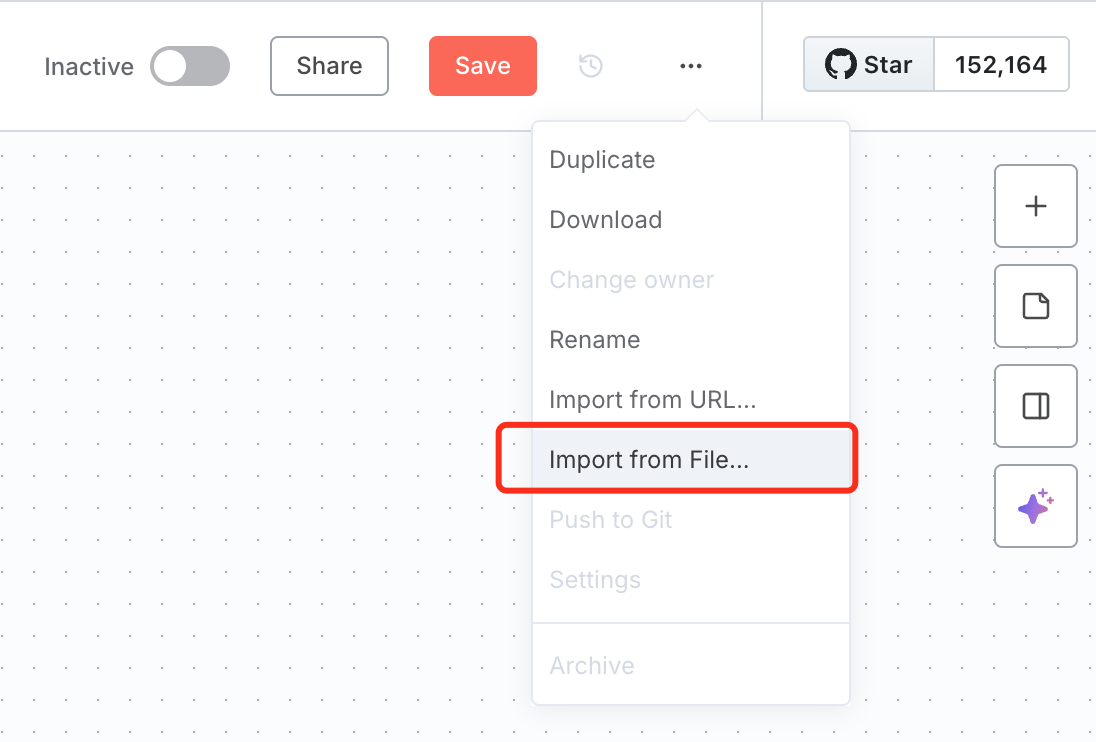 Inactive
Share
Save
Star
152,164
Duplicate
Download
Change owner
Rename
Import from URL...
Import from File...
Push to Git
Settings
Archive